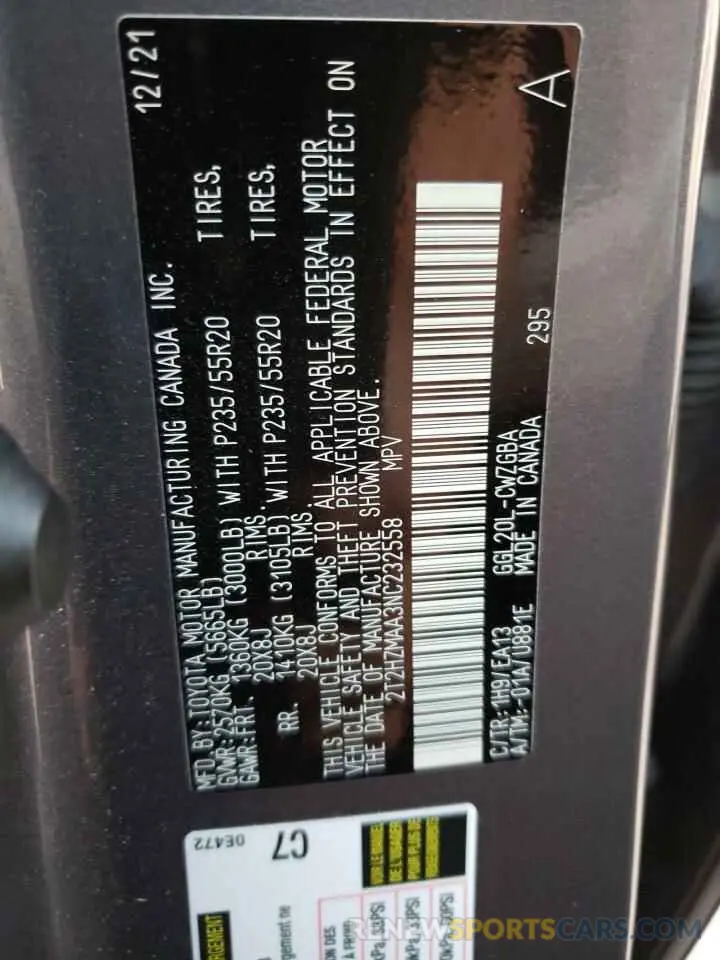 MFD. BY: TOYOTA MOTOR MANUFACTURING CANADA INC. 12/21
GVWR: 2570KG (5665LB)
GAWR: FRT. 1360KG (3000LB) WITH P235/55R20 TIRES,
20X8J RIMS.
RR. 1410KG (3105LB) WITH P235/55R20 TIRES,
20X8J RIMS
THIS VEHICLE CONFORMS TO ALL APPLICABLE FEDERAL MOTOR
VEHICLE SAFETY AND THEFT PREVENTION STANDARDS IN EFFECT ON
THE DATE OF MANUFACTURE SHOWN ABOVE.
2T2HZMAA3NC232558 MPV
A
C/TR: 1H9/EA13 GGL20L-CWZGBA 295
A/TM: -01A/U881E MADE IN CANADA
C7
0E472
RENEWSPORTSCARS.COM